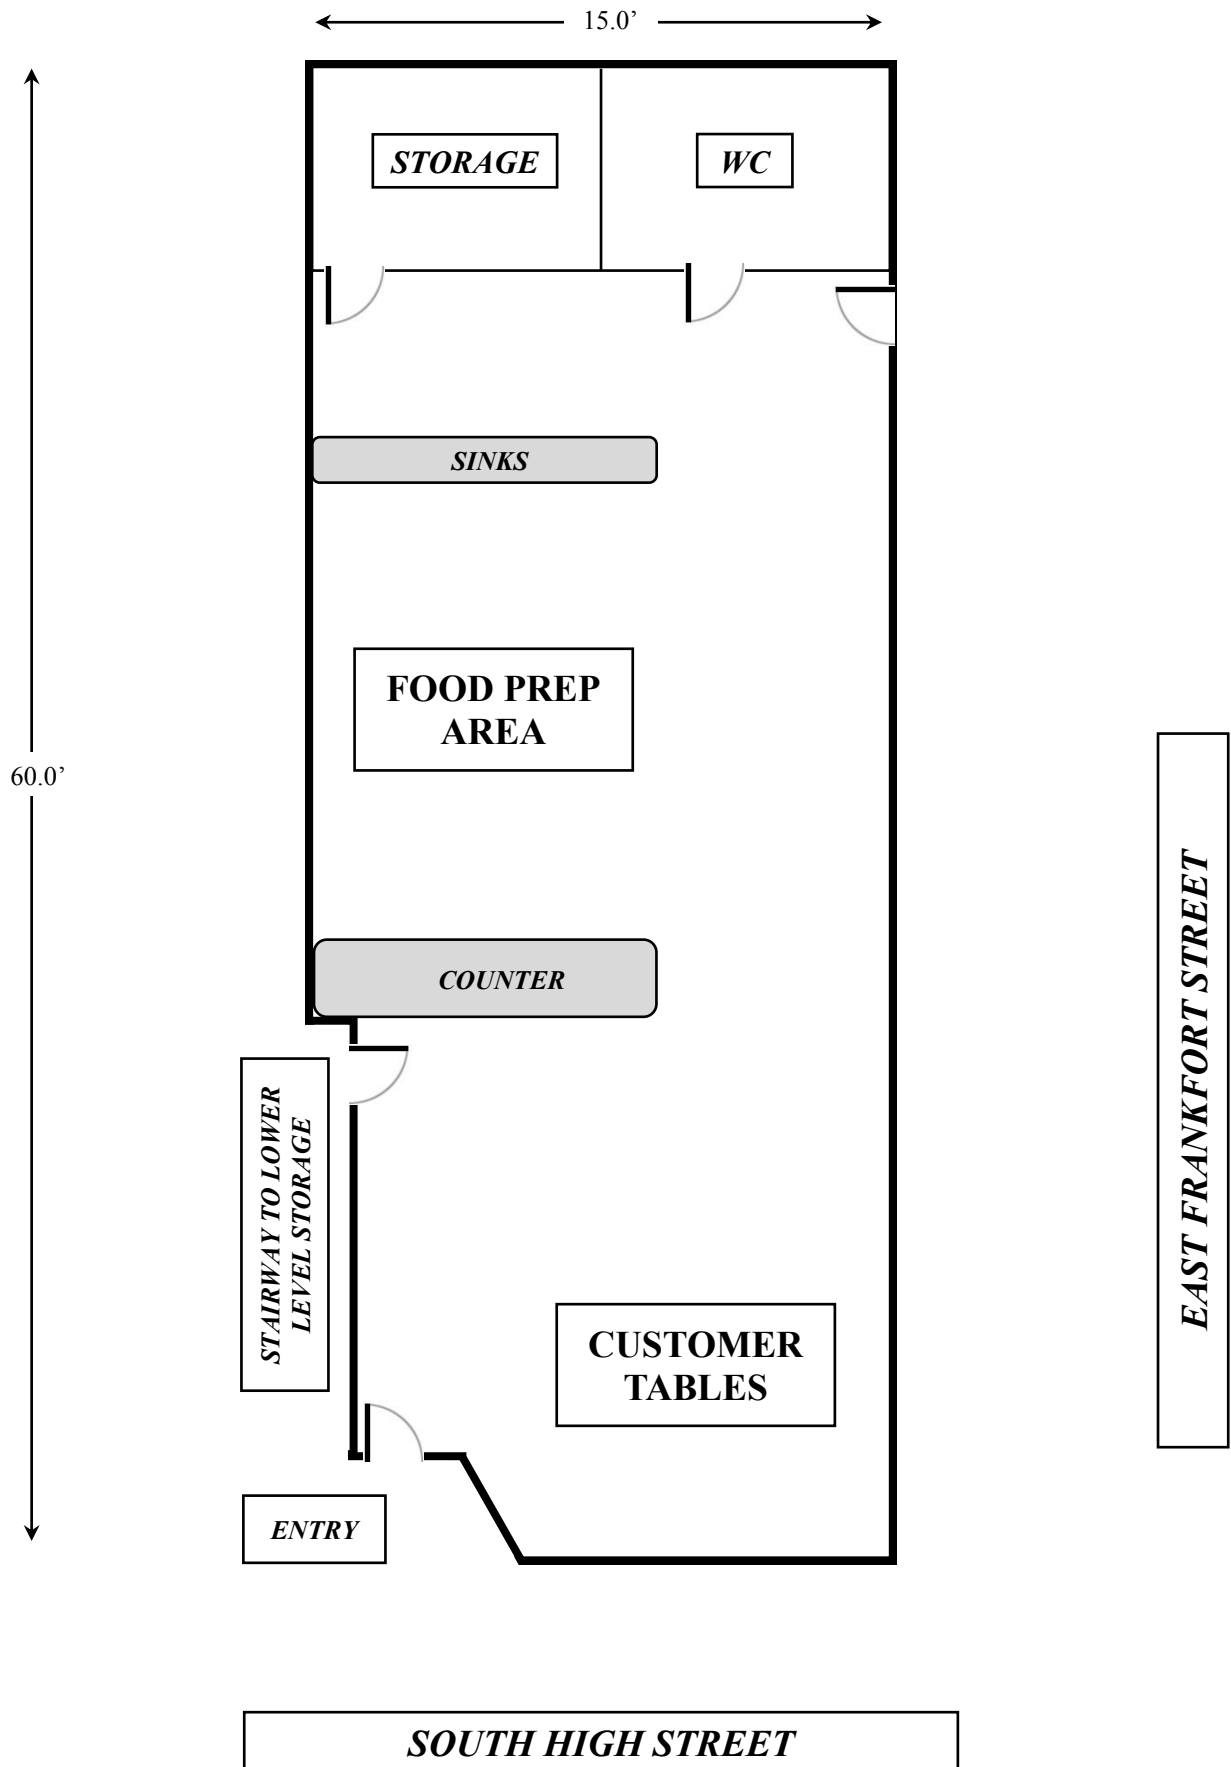 15.0’
STORAGE
WC
SINKS
FOOD PREP
AREA
60.0’
COUNTER
STAIRWAY TO LOWER
LEVEL STORAGE
EAST FRANKFORT STREET
CUSTOMER
TABLES
ENTRY
SOUTH HIGH STREET